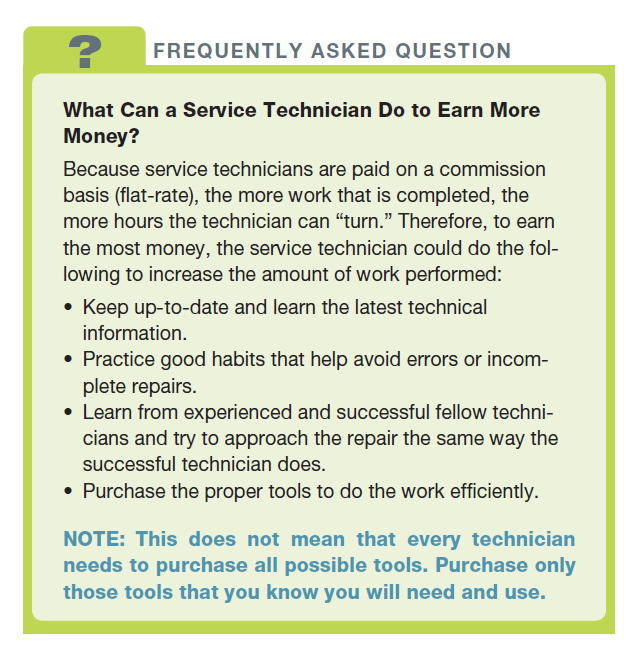 ?
FREQUENTLY ASKED QUESTION
What Can a Service Technician Do to Earn More
Money?
Because service technicians are paid on a commission
basis (flat-rate), the more work that is completed, the
more hours the technician can “turn.” Therefore, to earn
the most money, the service technician could do the fol-
lowing to increase the amount of work performed:
• Keep up-to-date and learn the latest technical
information.
• Practice good habits that help avoid errors or incom-
plete repairs.
• Learn from experienced and successful fellow techni-
cians and try to approach the repair the same way the
successful technician does.
• Purchase the proper tools to do the work efficiently.
NOTE: This does not mean that every technician
needs to purchase all possible tools. Purchase only
those tools that you know you will need and use.